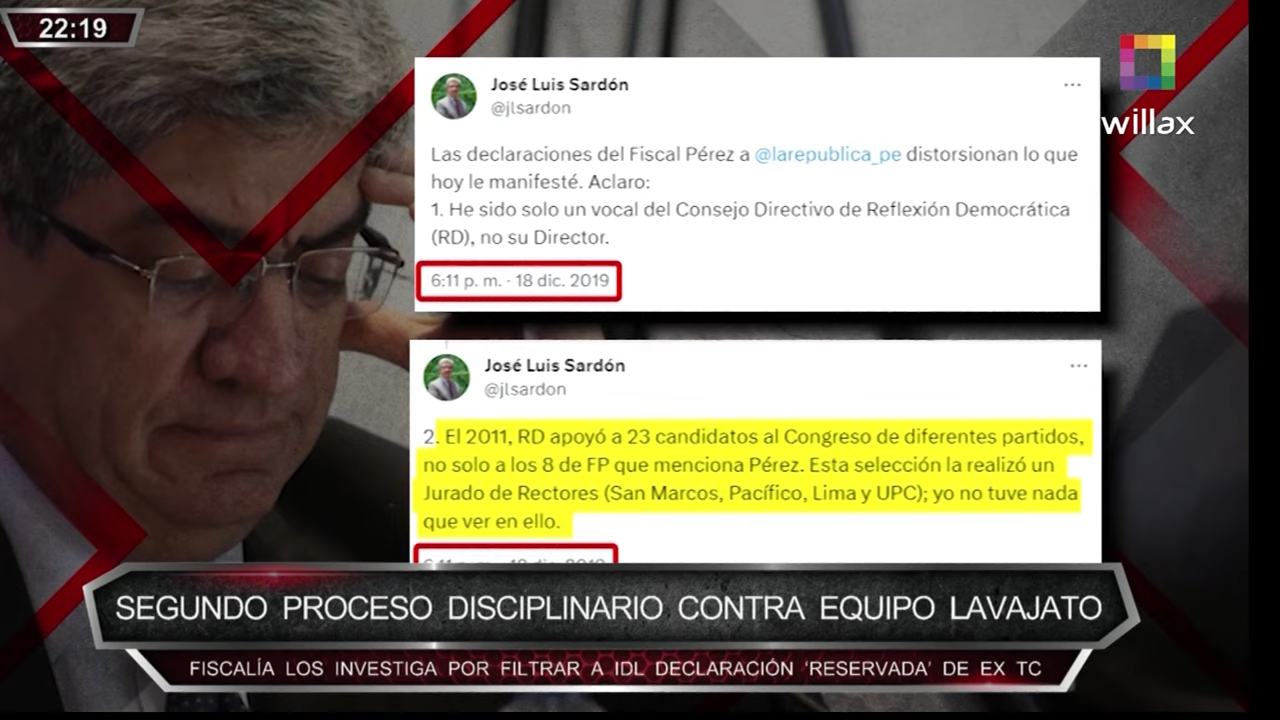 22:19
willax
José Luis Sardón
@jlsardon
Las declaraciones del Fiscal Pérez a @larepublica_pe distorsionan lo que
hoy le manifesté. Aclaro:
1. He sido solo un vocal del Consejo Directivo de Reflexión Democrática
(RD), no su Director.
6:11 p. m. · 18 dic. 2019
José Luis Sardón
@jlsardon
2. El 2011, RD apoyó a 23 candidatos al Congreso de diferentes partidos,
no solo a los 8 de FP que menciona Pérez. Esta selección la realizó un
Jurado de Rectores (San Marcos, Pacífico, Lima y UPC); yo no tuve nada
que ver en ello.
SEGUNDO PROCESO DISCIPLINARIO CONTRA EQUIPO LAVAJATO
FISCALÍA LOS INVESTIGA POR FILTRAR A IDL DECLARACIÓN 'RESERVADA' DE EX TC